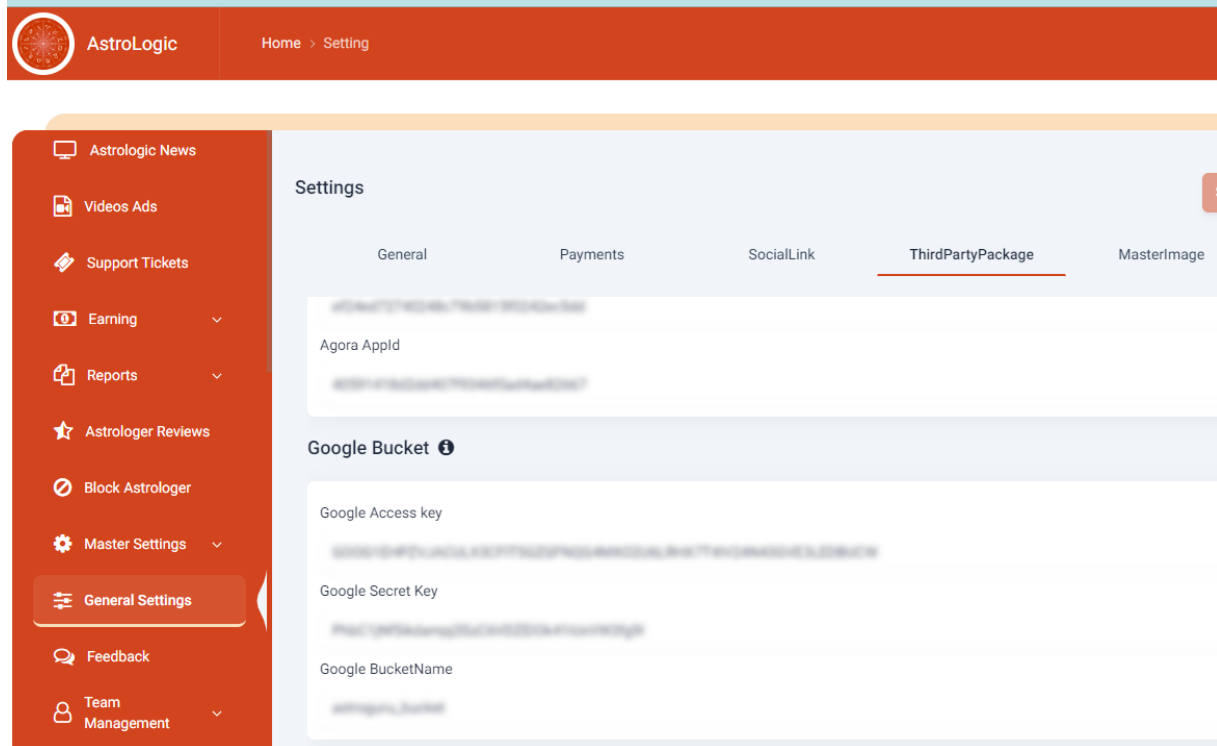 AstroLogic
Home > Setting
Astrologic News
Videos Ads
Support Tickets
Earning
Reports
Astrologer Reviews
Block Astrologer
Master Settings
General Settings
Feedback
Team
Management
Settings
General Payments SocialLink ThirdPartyPackage MasterImage
Agora AppId
Google Bucket
Google Access key
Google Secret Key
Google BucketName